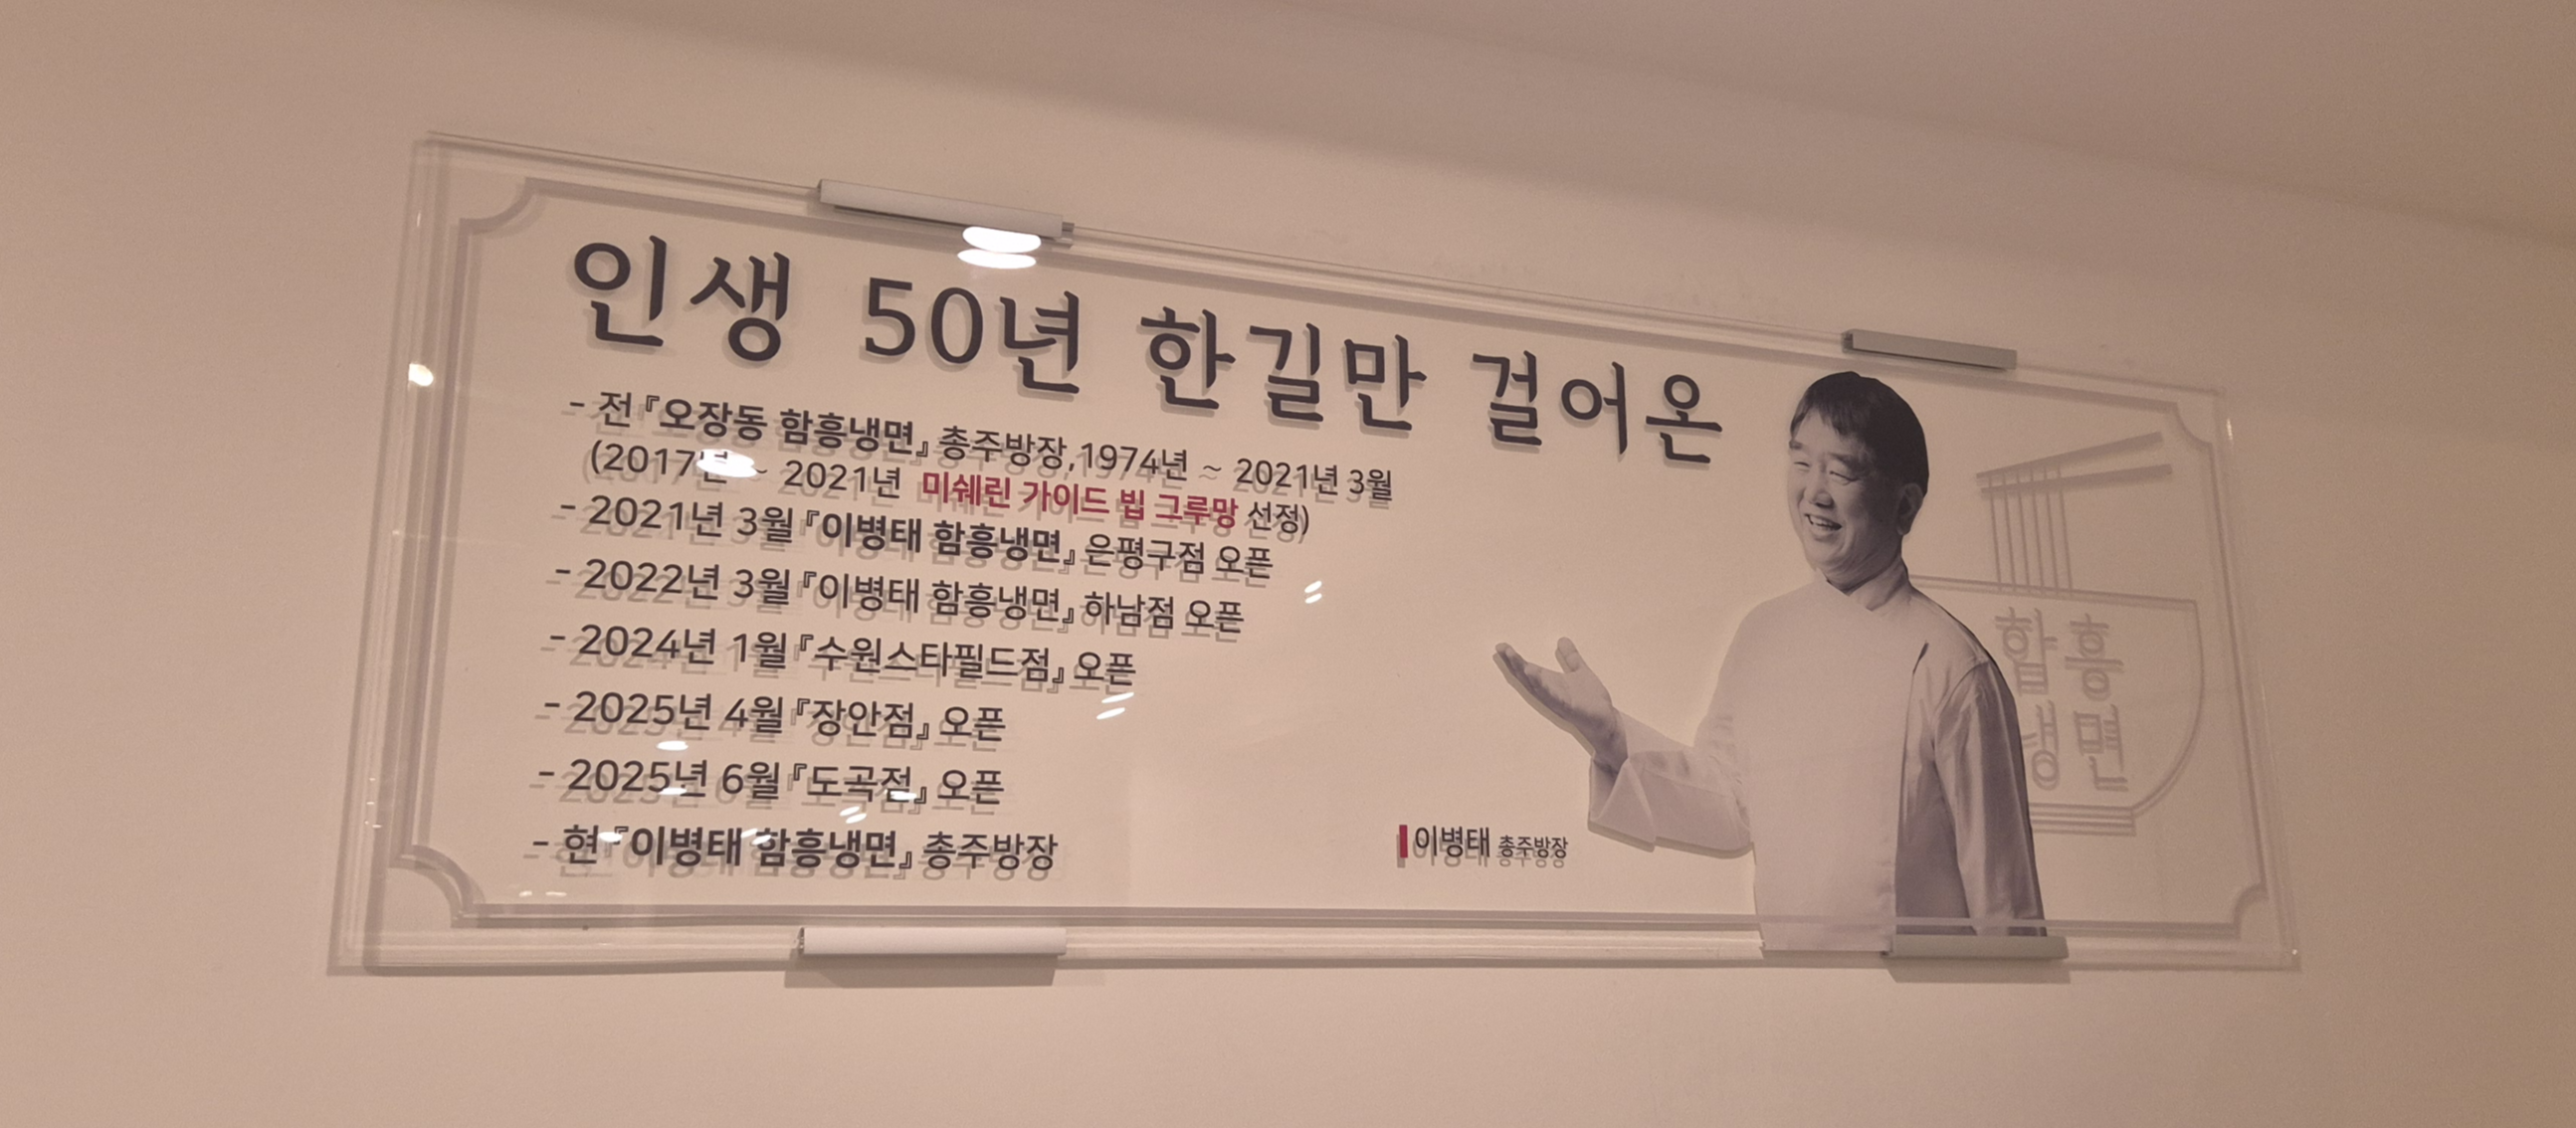 인생 50년 한길만 걸어온
- 전 『오장동 함흥냉면』 총주방장, 1974년 ~ 2021년 3월
(2017년 ~ 2021년 미쉐린 가이드 빕 그루망 선정)
- 2021년 3월 『이병태 함흥냉면』 은평구점 오픈
- 2022년 3월 『이병태 함흥냉면』 하남점 오픈
- 2024년 1월 『수원스타필드점』 오픈
- 2025년 4월 『장안점』 오픈
- 2025년 6월 『도곡점』 오픈
- 현 『이병태 함흥냉면』 총주방장
이병태 총주방장
함흥
냉면